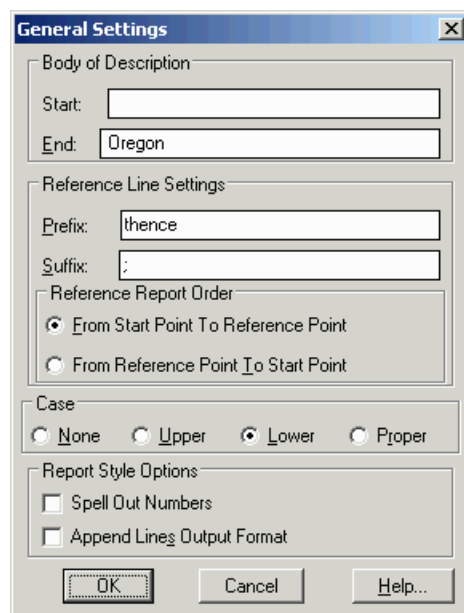 General Settings
Body of Description
Start:
End: Oregon
Reference Line Settings
Prefix: thence
Suffix: ;
Reference Report Order
From Start Point To Reference Point
From Reference Point To Start Point
Case
None Upper Lower Proper
Report Style Options
Spell Out Numbers
Append Lines Output Format
OK Cancel Help...